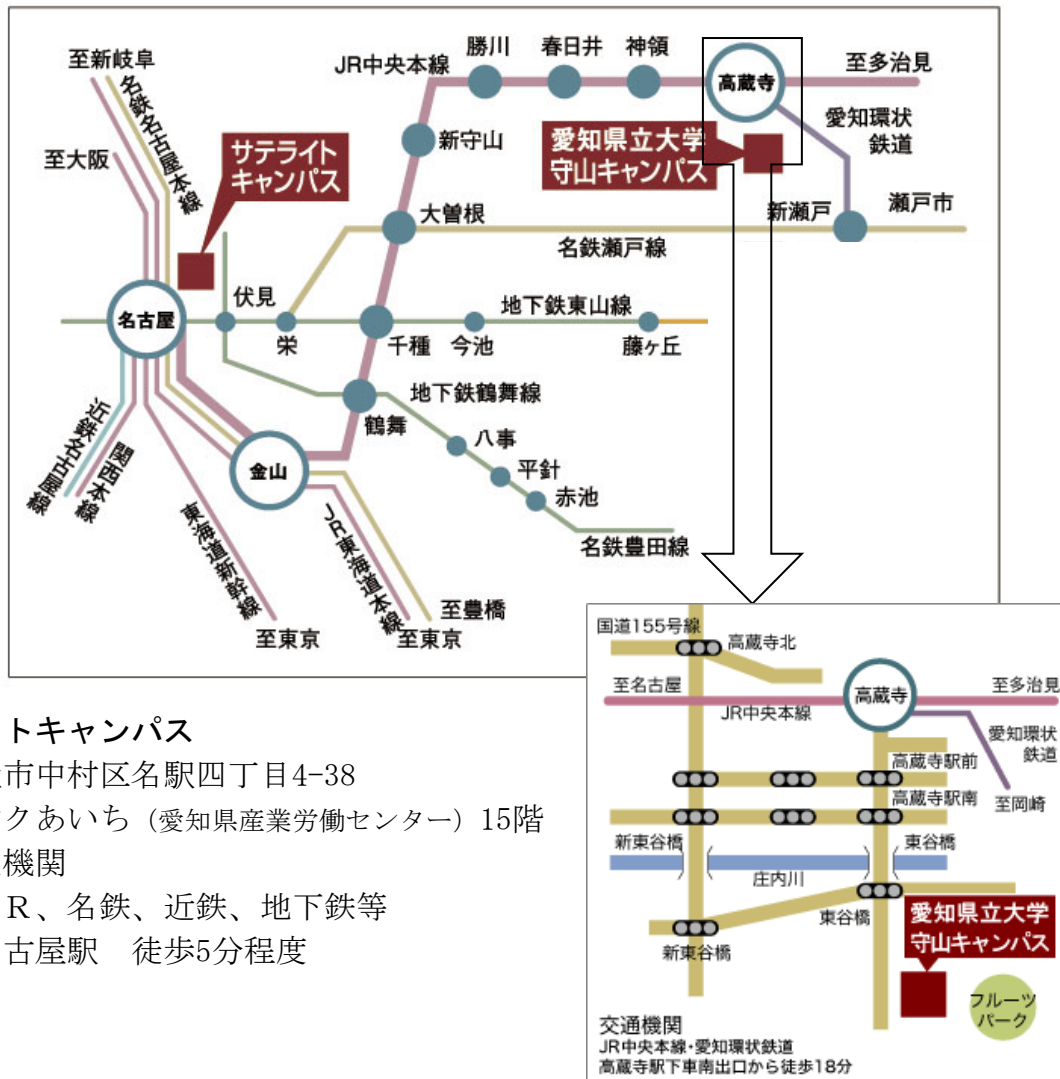 至新岐阜
名鉄名古屋本線
至大阪
サテライト
キャンパス
JR中央本線
勝川
春日井
神領
高蔵寺
至多治見
愛知環状
鉄道
新守山
愛知県立大学
守山キャンパス
大曽根
新瀬戸
瀬戸市
名鉄瀬戸線
名古屋
伏見
栄
千種
今池
地下鉄東山線
藤ヶ丘
地下鉄鶴舞線
鶴舞
八事
平針
赤池
名鉄豊田線
金山
近鉄名古屋線
関西本線
東海道新幹線
JR東海道本線
至豊橋
至東京
至東京
トキャンパス
市中村区名駅四丁目4-38
クあいち（愛知県産業労働センター）15階
機関
Ｒ、名鉄、近鉄、地下鉄等
古屋駅　徒歩5分程度
国道155号線
高蔵寺北
至名古屋
高蔵寺
至多治見
JR中央本線
愛知環状
鉄道
高蔵寺駅前
高蔵寺駅南
至岡崎
新東谷橋
東谷橋
庄内川
東谷橋
新東谷橋
愛知県立大学
守山キャンパス
フルーツ
パーク
交通機関
JR中央本線・愛知環状鉄道
高蔵寺駅下車南出口から徒歩18分